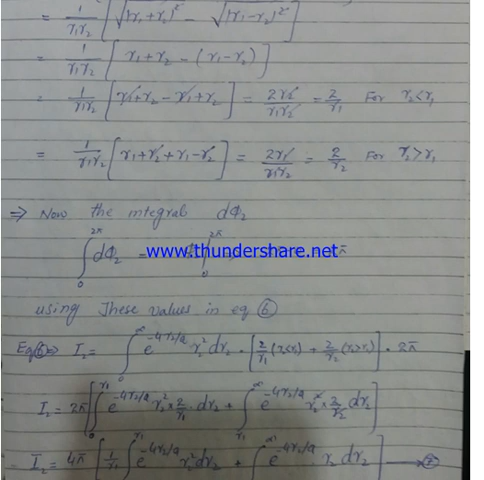 = 1/r₁r₂ [√(r₁+r₂)² - √(r₁-r₂)²]
= 1/r₁r₂ [r₁+r₂ - (r₁-r₂)]
= 1/r₁r₂ [r₁+r₂-r₁+r₂] = 2r₂/r₁r₂ = 2/r₁ For r₂<r₁
= 1/r₁r₂ [r₁+r₂+r₁-r₂] = 2r₁/r₁r₂ = 2/r₂ For r₂>r₁
⇒ Now the integral dΦ₂
∫₀^2π dΦ₂ = π
www.thundershare.net
using These values in eq ⑥
Eq⑥⇒ I₂ = ∫₀^∞ e^-4r₂/a r₂² dr₂ · [2/r₁ (r₂<r₁) + 2/r₂ (r₂>r₁)] · 2π
I₂ = 2π [∫₀^r₁ e^-4r₂/a r₂² × 2/r₁ · dr₂ + ∫r₁^∞ e^-4r₂/a r₂² × 2/r₂ dr₂]
I₂ = 4π [1/r₁ ∫₀^r₁ e^-4r₂/a r₂² dr₂ + ∫r₁^∞ e^-4r₂/a r₂ dr₂] → ⑦